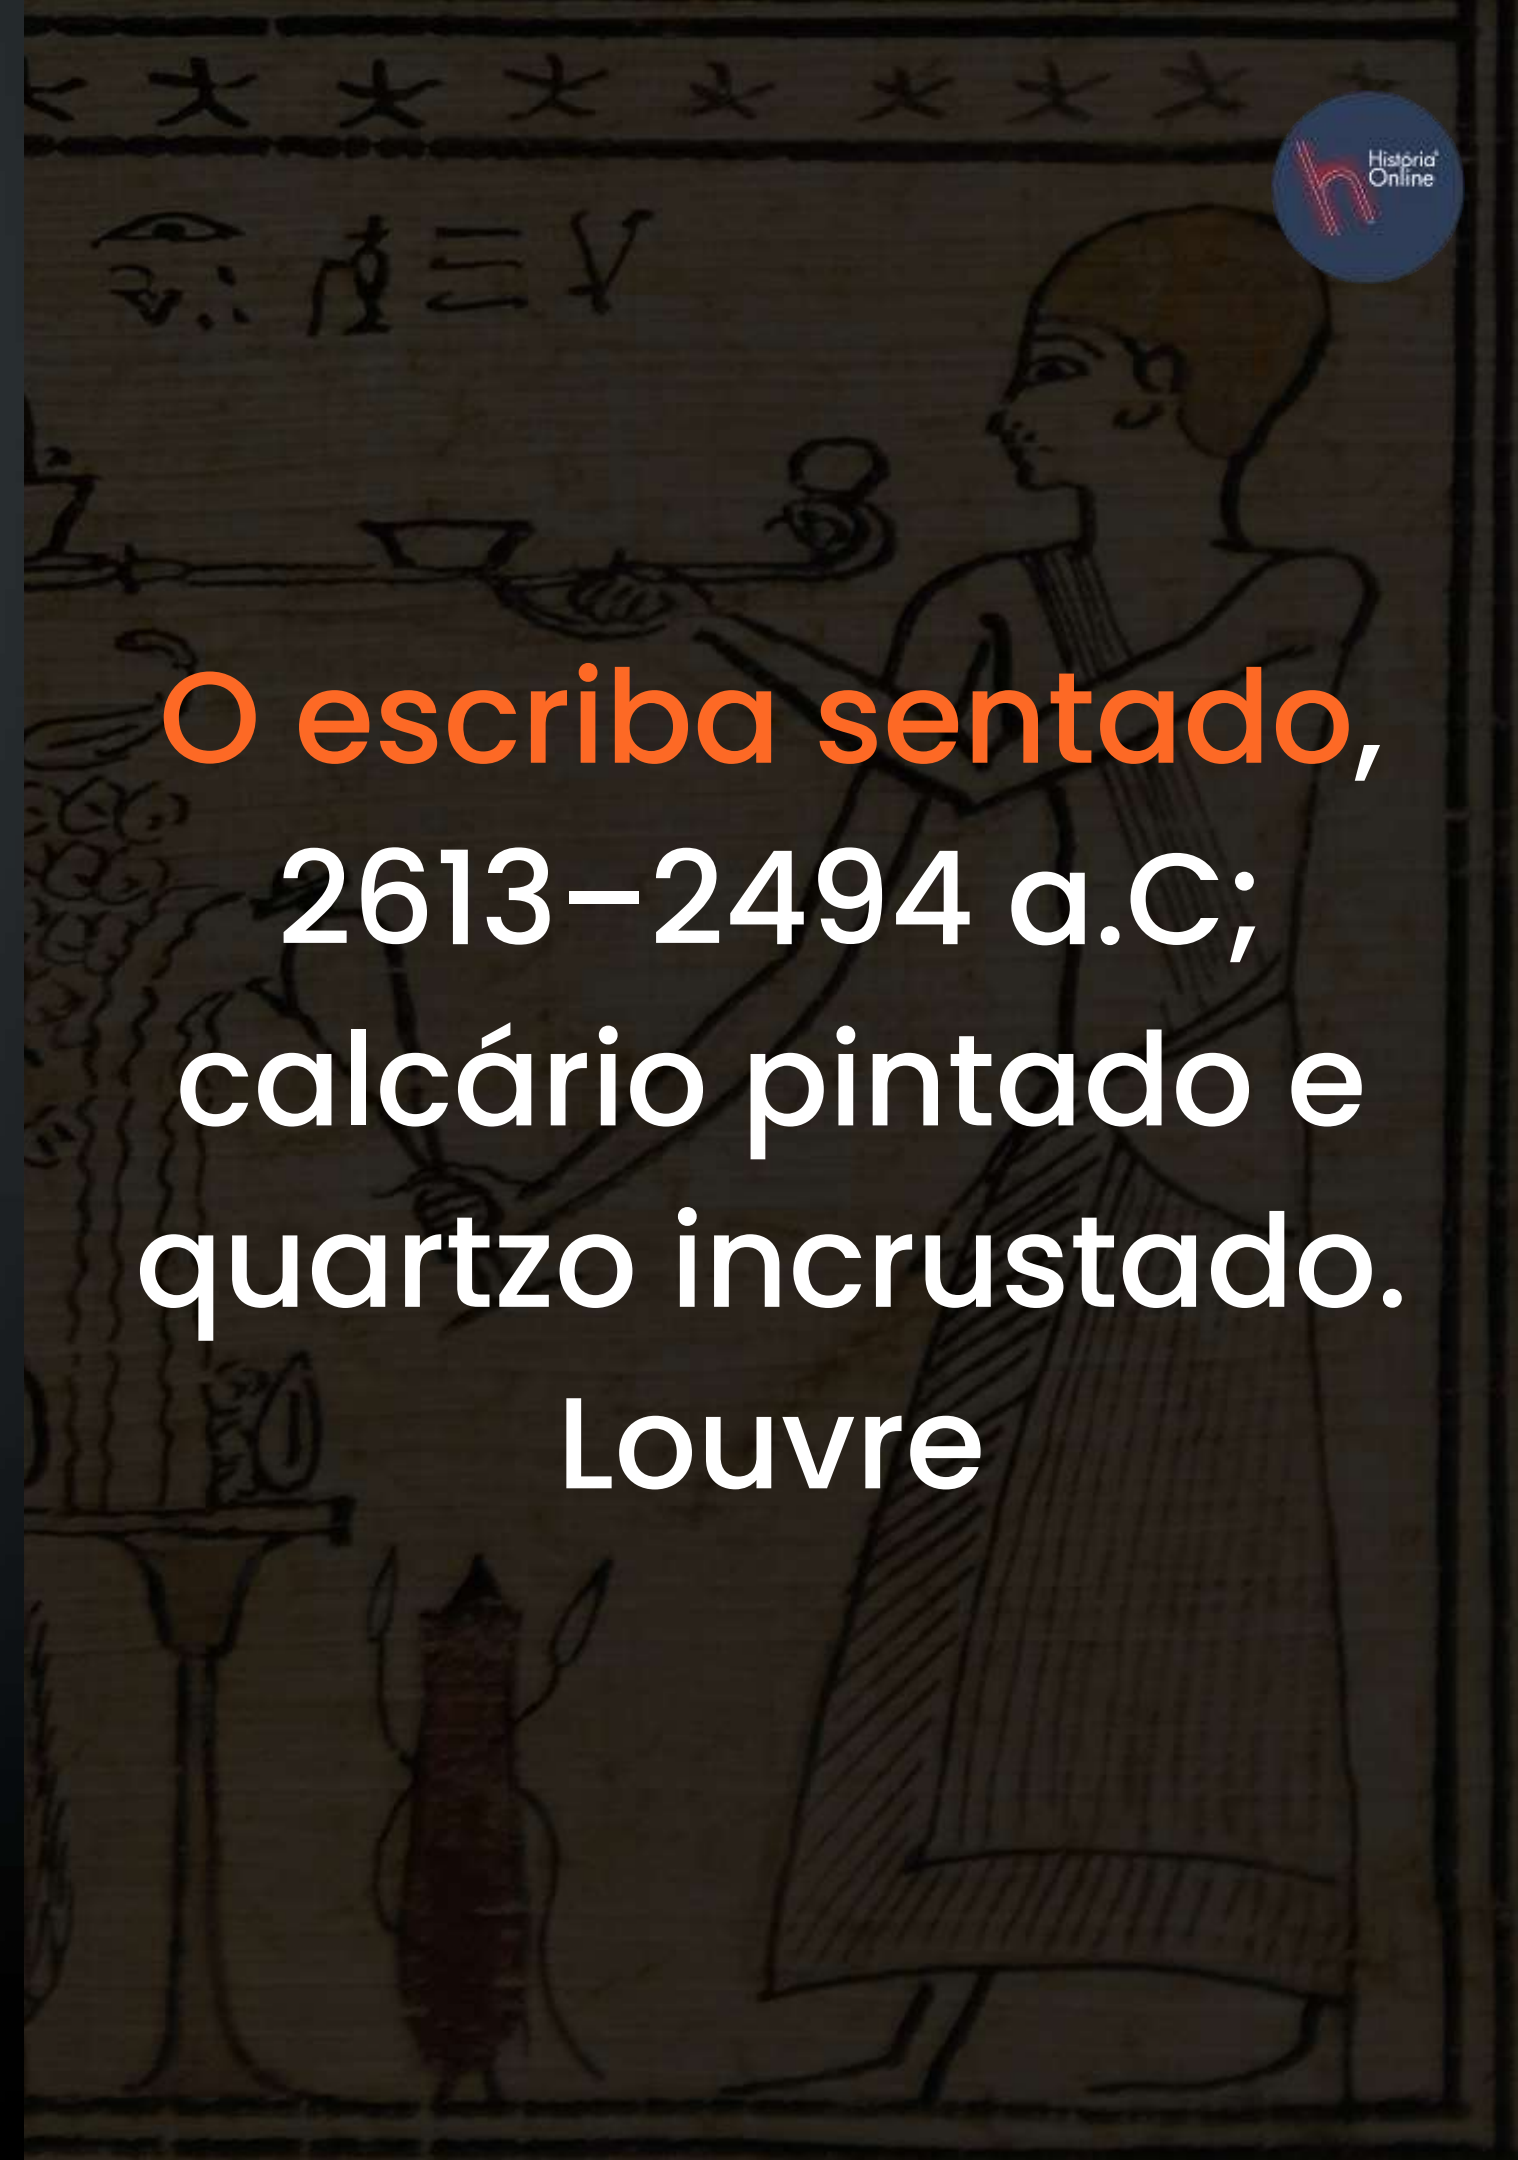 História
Online
O escriba sentado,
2613–2494 a.C;
calcário pintado e
quartzo incrustado.
Louvre